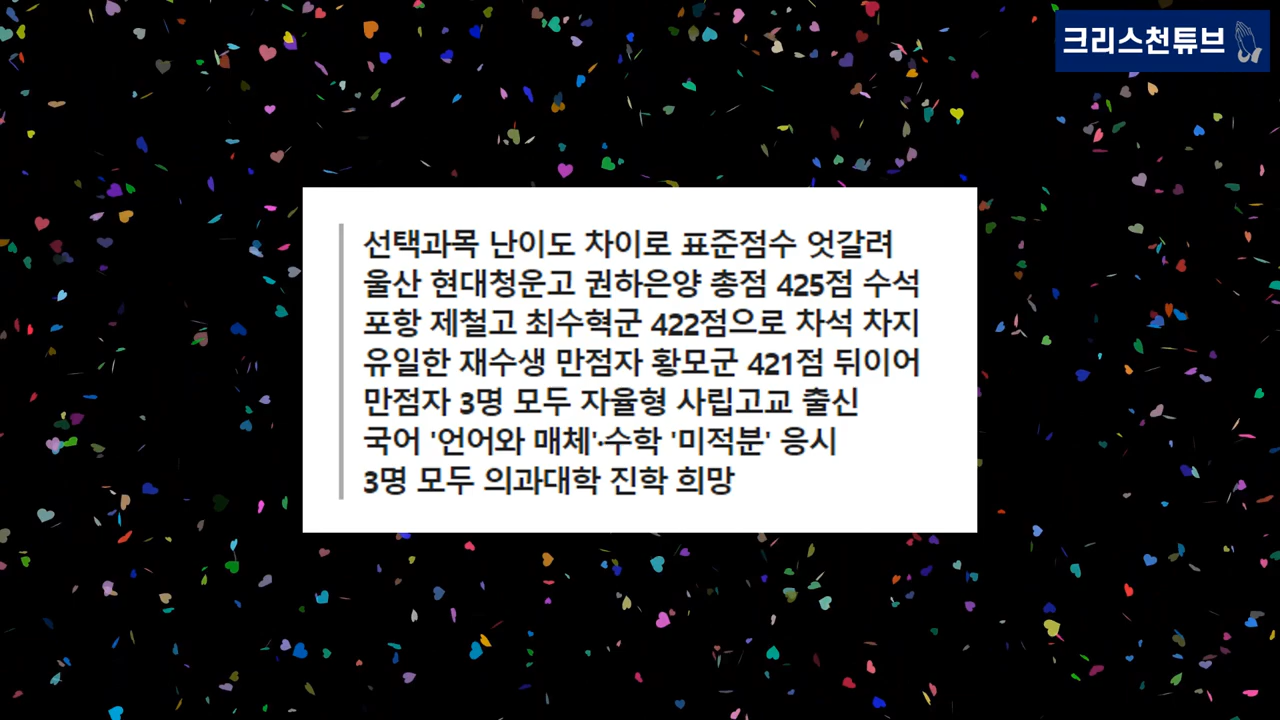 크리스천튜브
선택과목 난이도 차이로 표준점수 엇갈려
울산 현대청운고 권하은양 총점 425점 수석
포항 제철고 최수혁군 422점으로 차석 차지
유일한 재수생 만점자 황모군 421점 뒤이어
만점자 3명 모두 자율형 사립고교 출신
국어 '언어와 매체'·수학 '미적분' 응시
3명 모두 의과대학 진학 희망